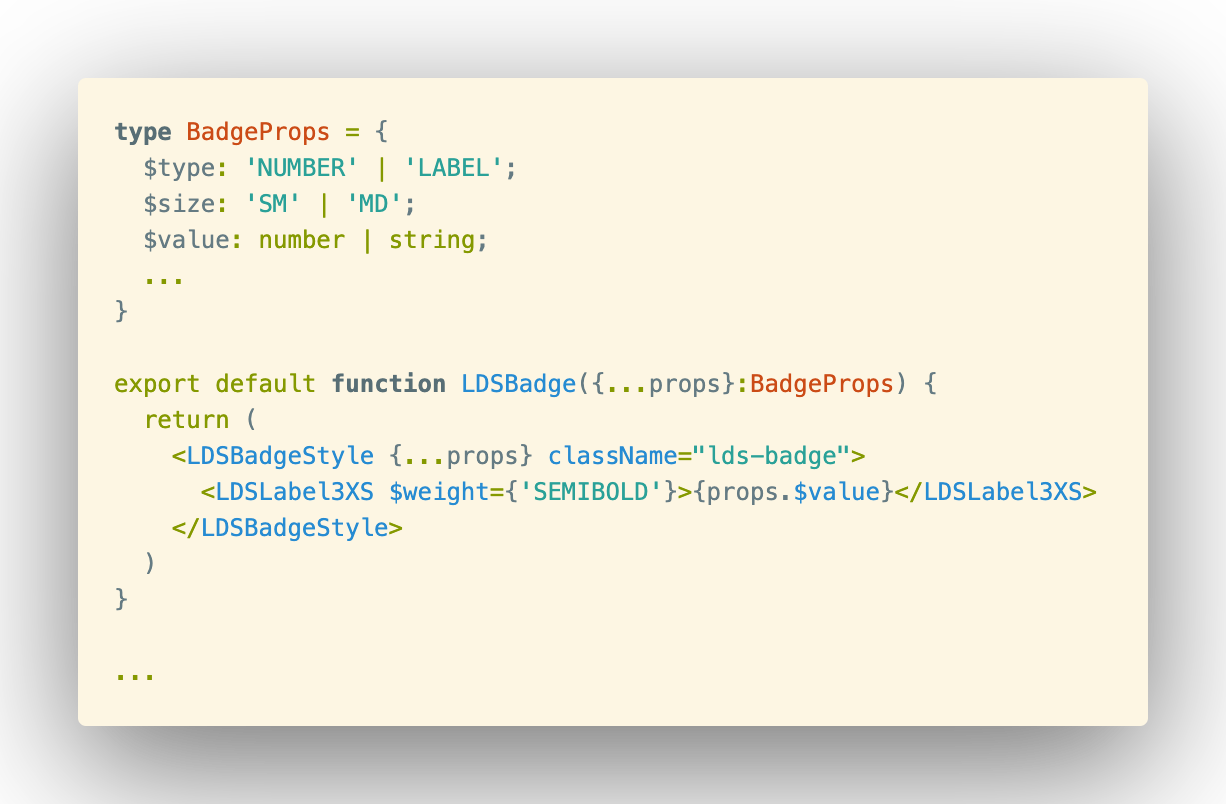 type BadgeProps = {
  $type: 'NUMBER' | 'LABEL';
  $size: 'SM' | 'MD';
  $value: number | string;
  ...
}

export default function LDSBadge({...props}:BadgeProps) {
  return (
    <LDSBadgeStyle {...props} className="lds-badge">
      <LDSLabel3XS $weight={'SEMIBOLD'}>{props.$value}</LDSLabel3XS>
    </LDSBadgeStyle>
  )
}

...